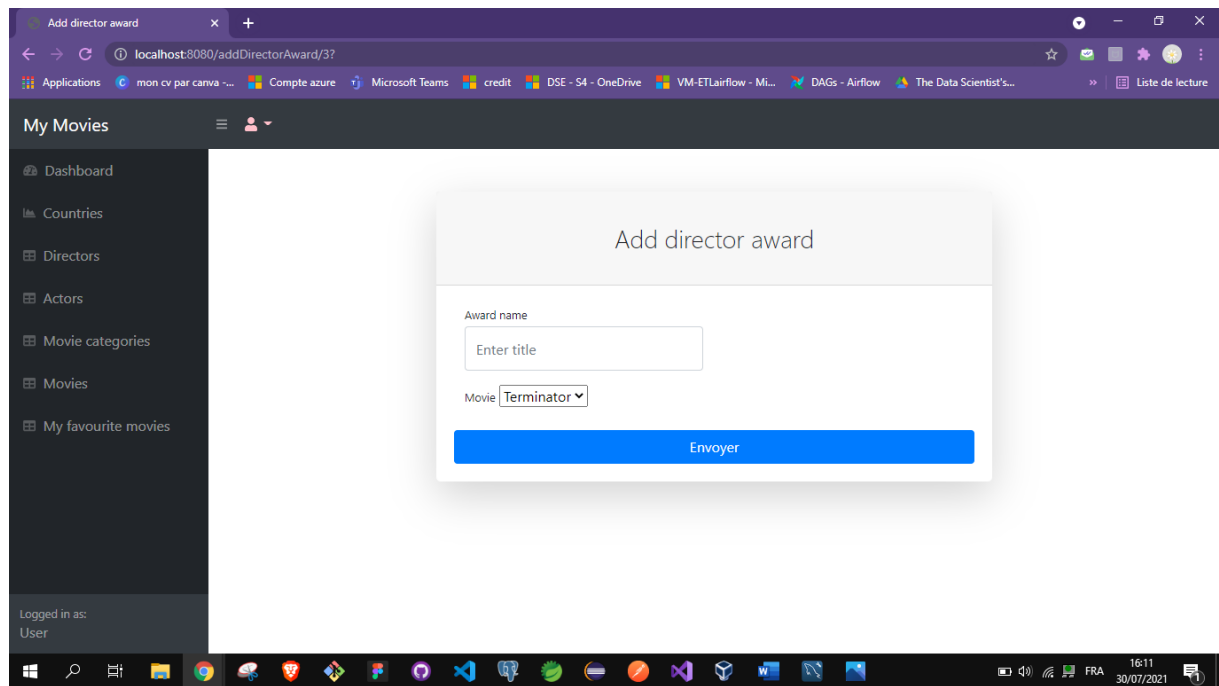 Add director award
localhost:8080/addDirectorAward/3?
Applications mon cv par canva -... Compte azure Microsoft Teams credit DSE - S4 - OneDrive VM-ETLairflow - Mi... DAGs - Airflow The Data Scientist's... » Liste de lecture
My Movies
Dashboard
Countries
Directors
Actors
Movie categories
Movies
My favourite movies
Add director award
Award name
Enter title
Movie Terminator
Envoyer
Logged in as:
User
FRA
16:11
30/07/2021